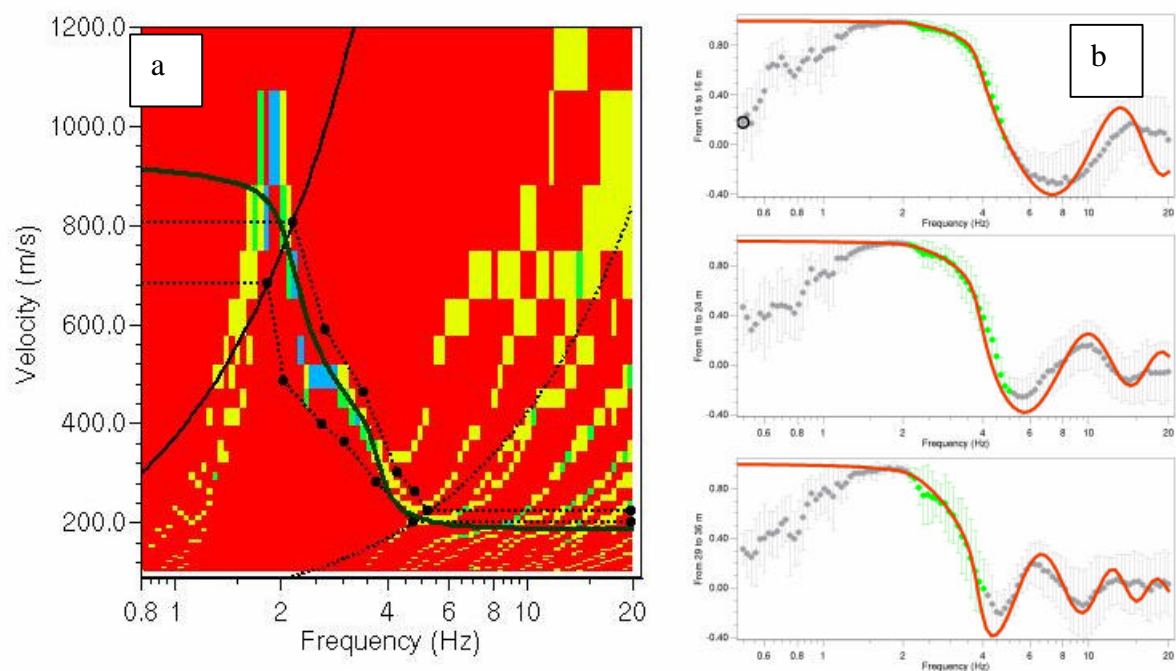 a
1200.0
1000.0
800.0
600.0
400.0
200.0
Velocity (m/s)
0.8 1 2 4 6 8 10 20
Frequency (Hz)
b
0.80
0.40
0.00
-0.40
From 16 to 16 m
0.6 0.8 1 2 4 6 8 10 20
Frequency (Hz)
0.80
0.40
0.00
-0.40
From 18 to 24 m
0.6 0.8 1 2 4 6 8 10 20
Frequency (Hz)
0.80
0.40
0.00
-0.40
From 29 to 36 m
0.6 0.8 1 2 4 6 8 10 20
Frequency (Hz)